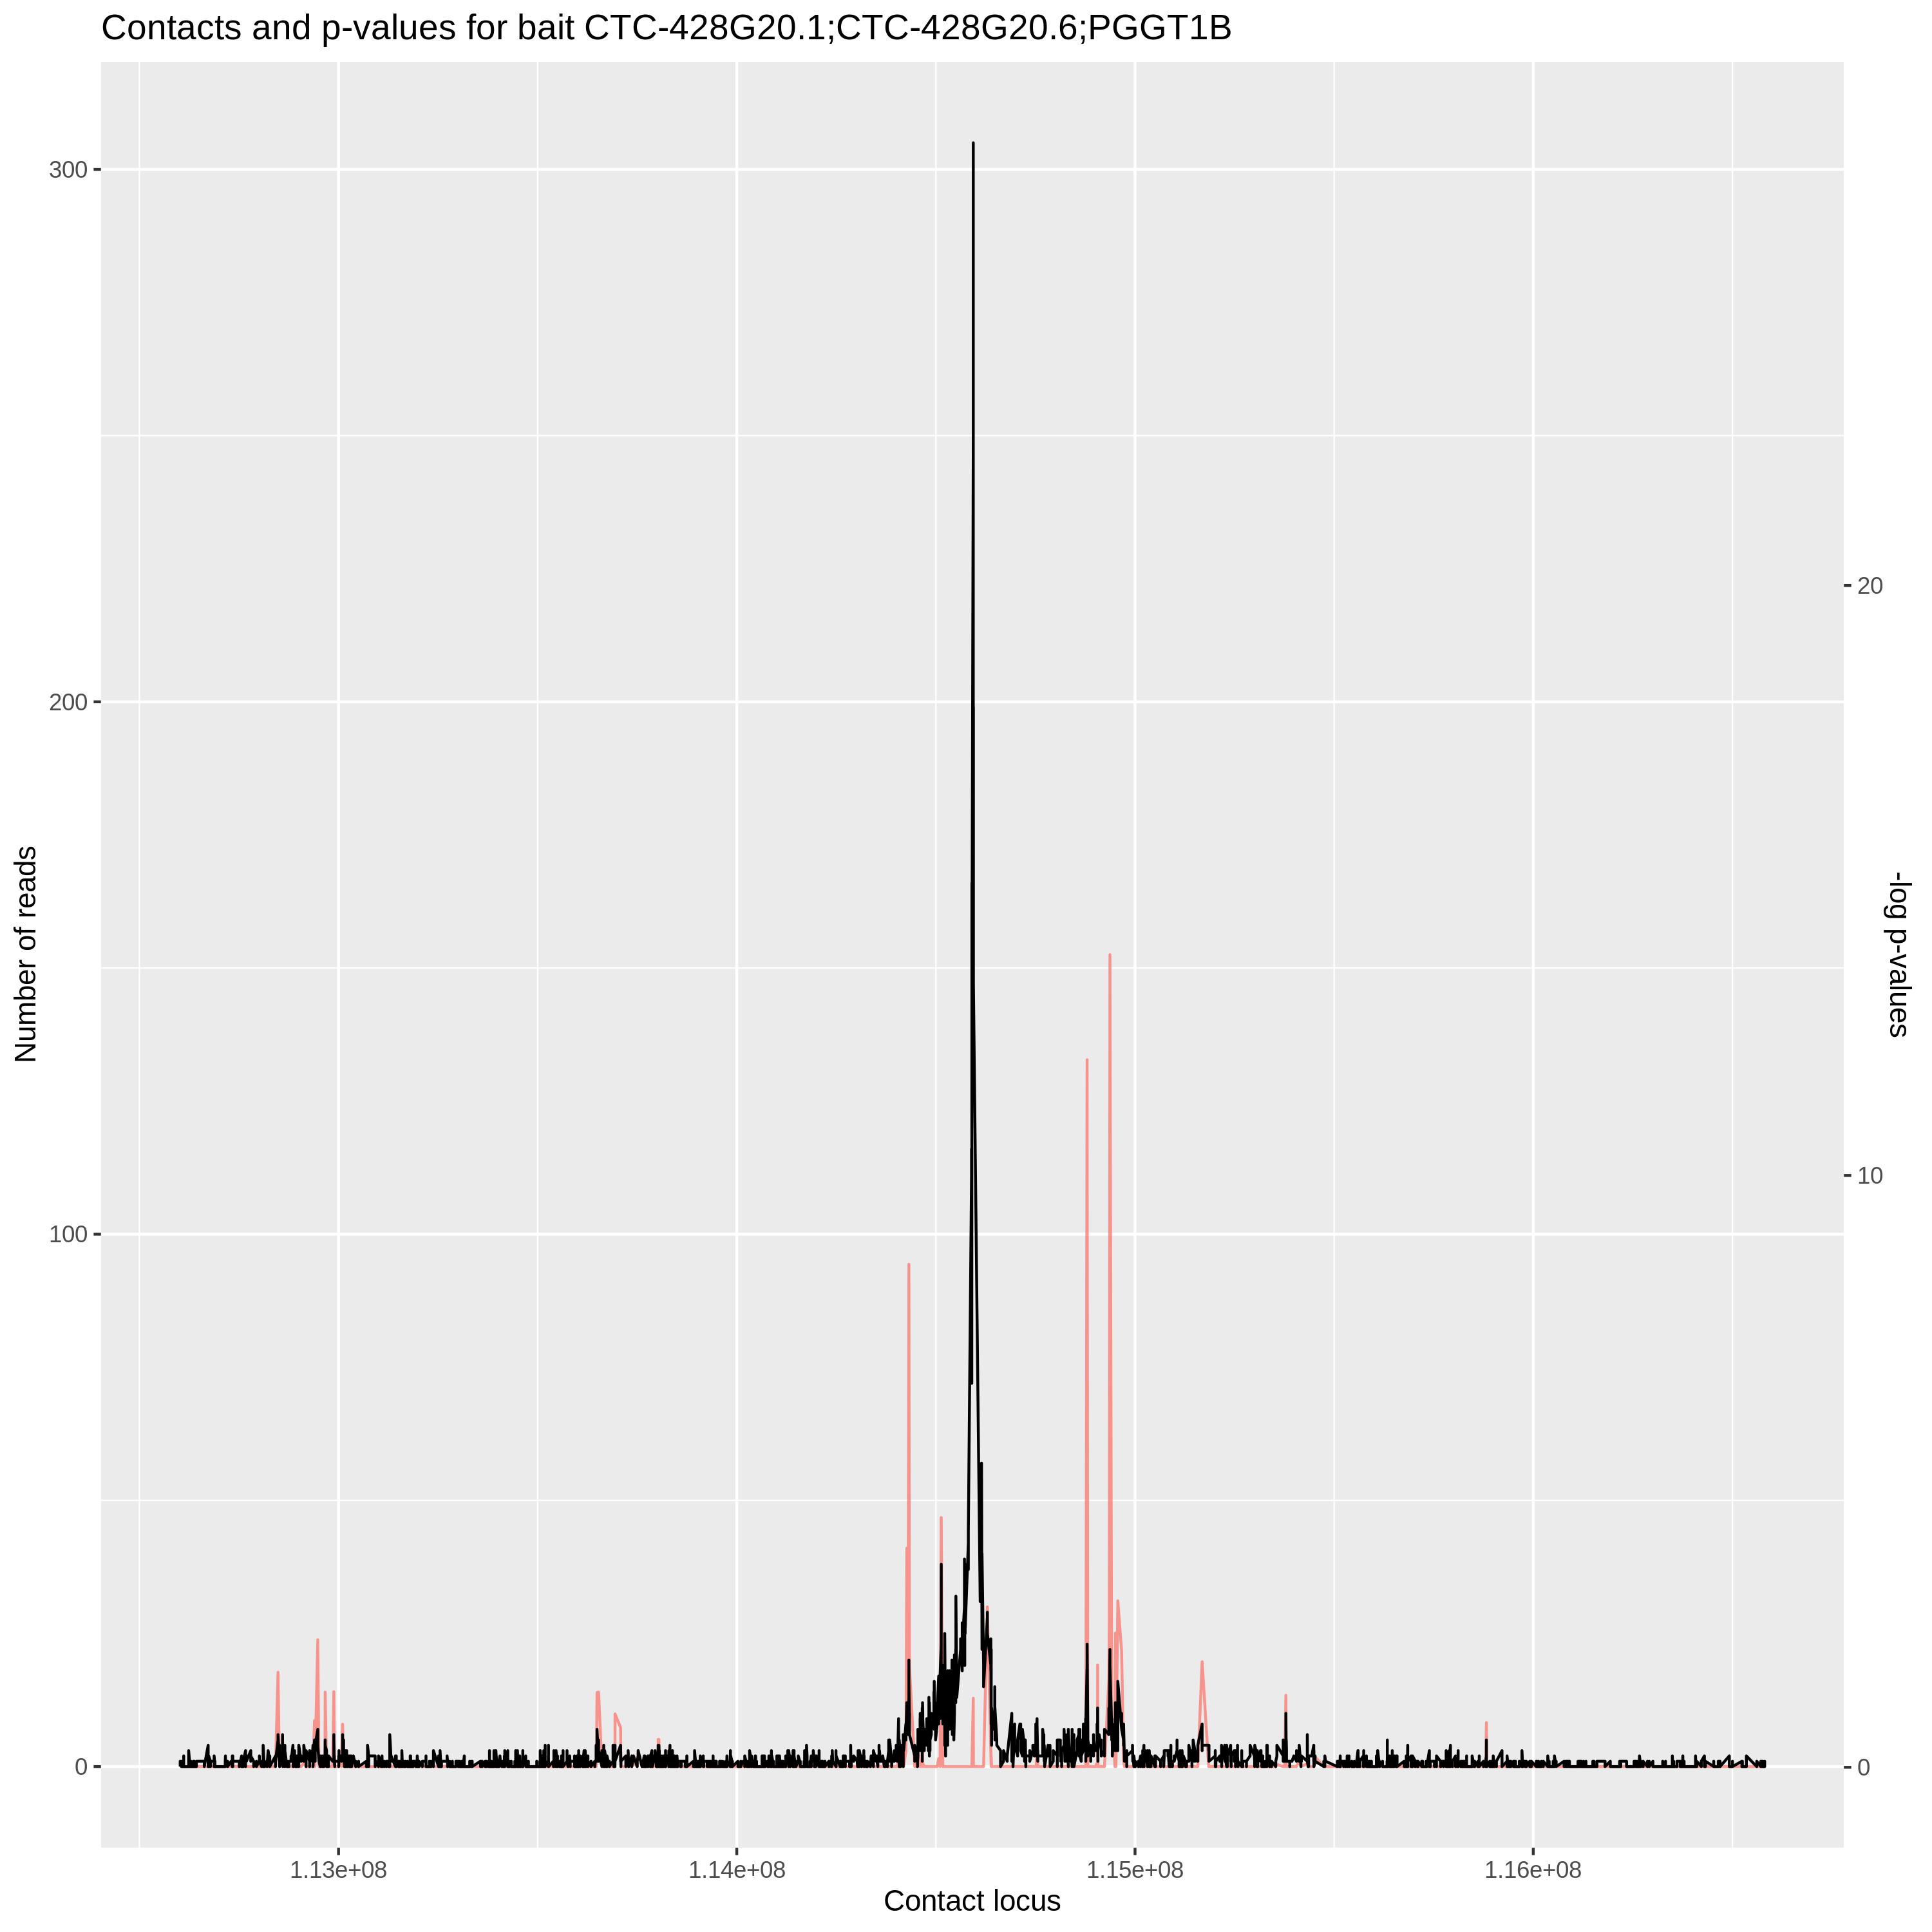 Contacts and p-values for bait CTC-428G20.1;CTC-428G20.6;PGGT1B
300
200
100
0
Number of reads
20
10
0
-log p-values
1.13e+08 1.14e+08 1.15e+08 1.16e+08
Contact locus